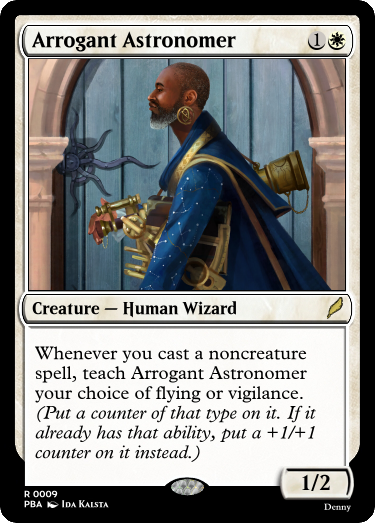 Arrogant Astronomer 1
Creature — Human Wizard
Whenever you cast a noncreature
spell, teach Arrogant Astronomer
your choice of flying or vigilance.
(Put a counter of that type on it. If it
already has that ability, put a +1/+1
counter on it instead.)
1/2
R 0009
PBA Ida Kalsta Denny